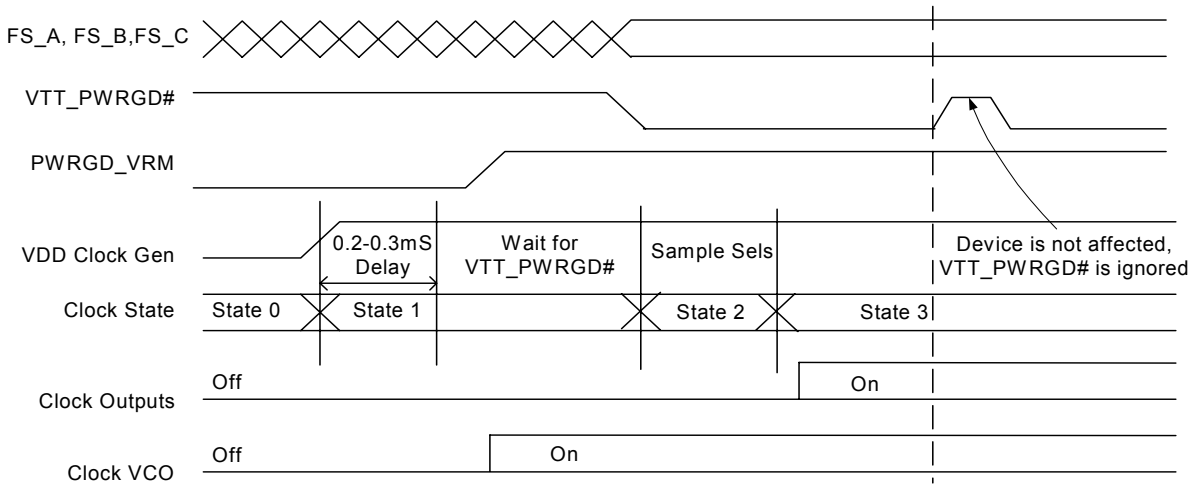 FS_A, FS_B,FS_C
VTT_PWRGD#
PWRGD_VRM
VDD Clock Gen
0.2-0.3mS
Delay
Wait for
VTT_PWRGD#
Sample Sels
Device is not affected,
VTT_PWRGD# is ignored
Clock State
State 0
State 1
State 2
State 3
Clock Outputs
Off
On
Clock VCO
Off
On